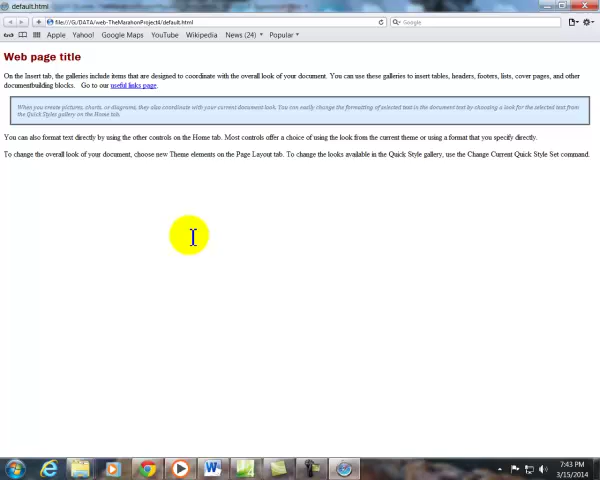 default.html
file:///G:/DATA/web-TheMarahonProject4/default.html
Google
Apple Yahoo! Google Maps YouTube Wikipedia News (24) Popular
Web page title
On the Insert tab, the galleries include items that are designed to coordinate with the overall look of your document. You can use these galleries to insert tables, headers, footers, lists, cover pages, and other
documentbuilding blocks. Go to our useful links page.
When you create pictures, charts, or diagrams, they also coordinate with your current document look. You can easily change the formatting of selected text in the document text by choosing a look for the selected text from
the Quick Styles gallery on the Home tab.
You can also format text directly by using the other controls on the Home tab. Most controls offer a choice of using the look from the current theme or using a format that you specify directly.
To change the overall look of your document, choose new Theme elements on the Page Layout tab. To change the looks available in the Quick Style gallery, use the Change Current Quick Style Set command.
7:43 PM
3/15/2014